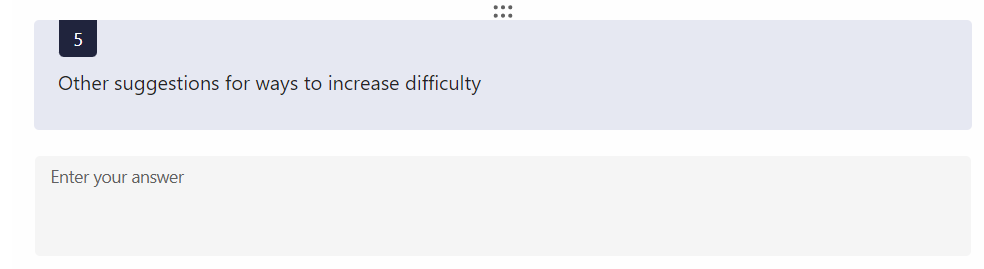 5
Other suggestions for ways to increase difficulty
Enter your answer